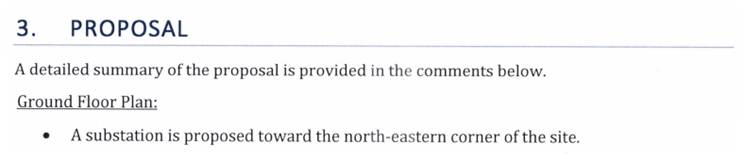 3. PROPOSAL
A detailed summary of the proposal is provided in the comments below.
Ground Floor Plan:
• A substation is proposed toward the north-eastern corner of the site.